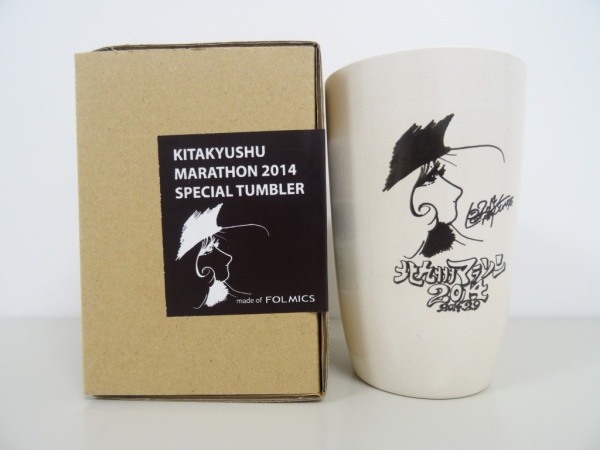 KITAKYUSHU
MARATHON 2014
SPECIAL TUMBLER
made of FOLMICS
北九州マラソン
2014